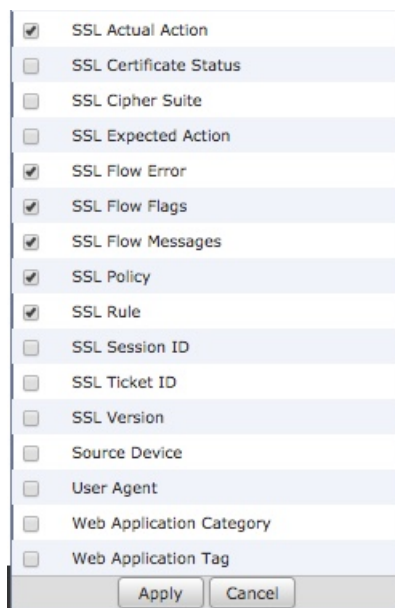 SSL Actual Action
SSL Certificate Status
SSL Cipher Suite
SSL Expected Action
SSL Flow Error
SSL Flow Flags
SSL Flow Messages
SSL Policy
SSL Rule
SSL Session ID
SSL Ticket ID
SSL Version
Source Device
User Agent
Web Application Category
Web Application Tag
Apply Cancel